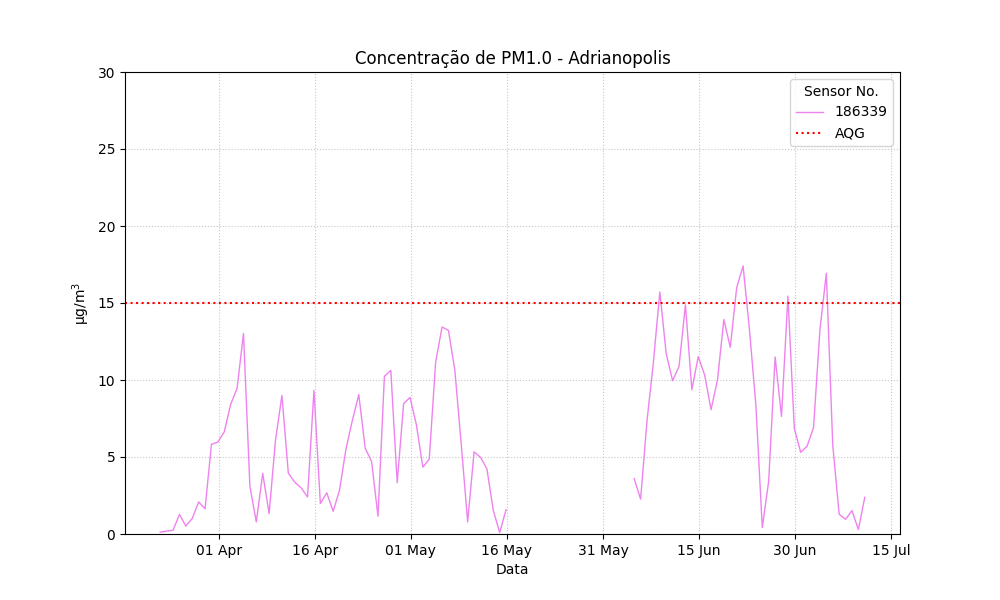 Concentração de PM1.0 - Adrianopolis
30
25
20
15
10
5
0
µg/m³
Sensor No.
186339
AQG
01 Apr
16 Apr
01 May
16 May
31 May
15 Jun
30 Jun
15 Jul
Data